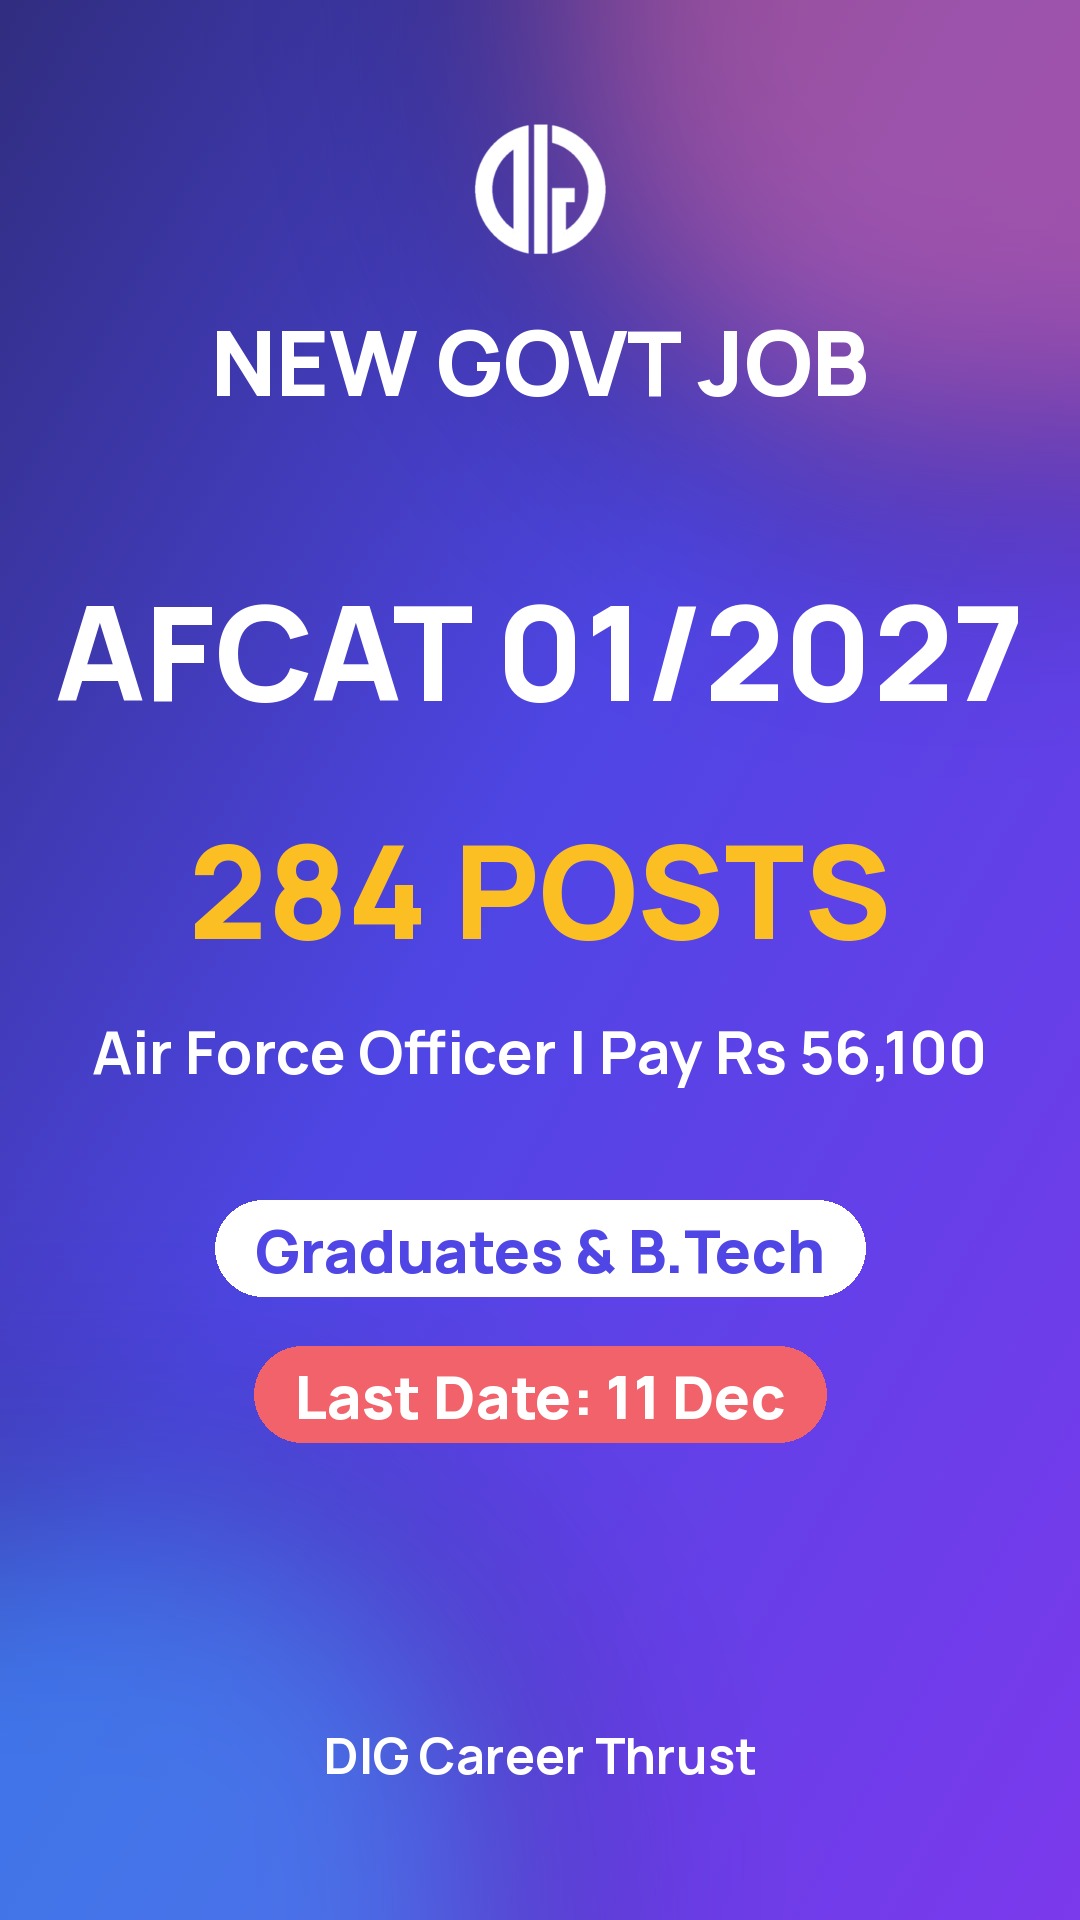 DIG
NEW GOVT JOB
AFCAT 01/2027
284 POSTS
Air Force Officer | Pay Rs 56,100
Graduates & B.Tech
Last Date: 11 Dec
DIG Career Thrust